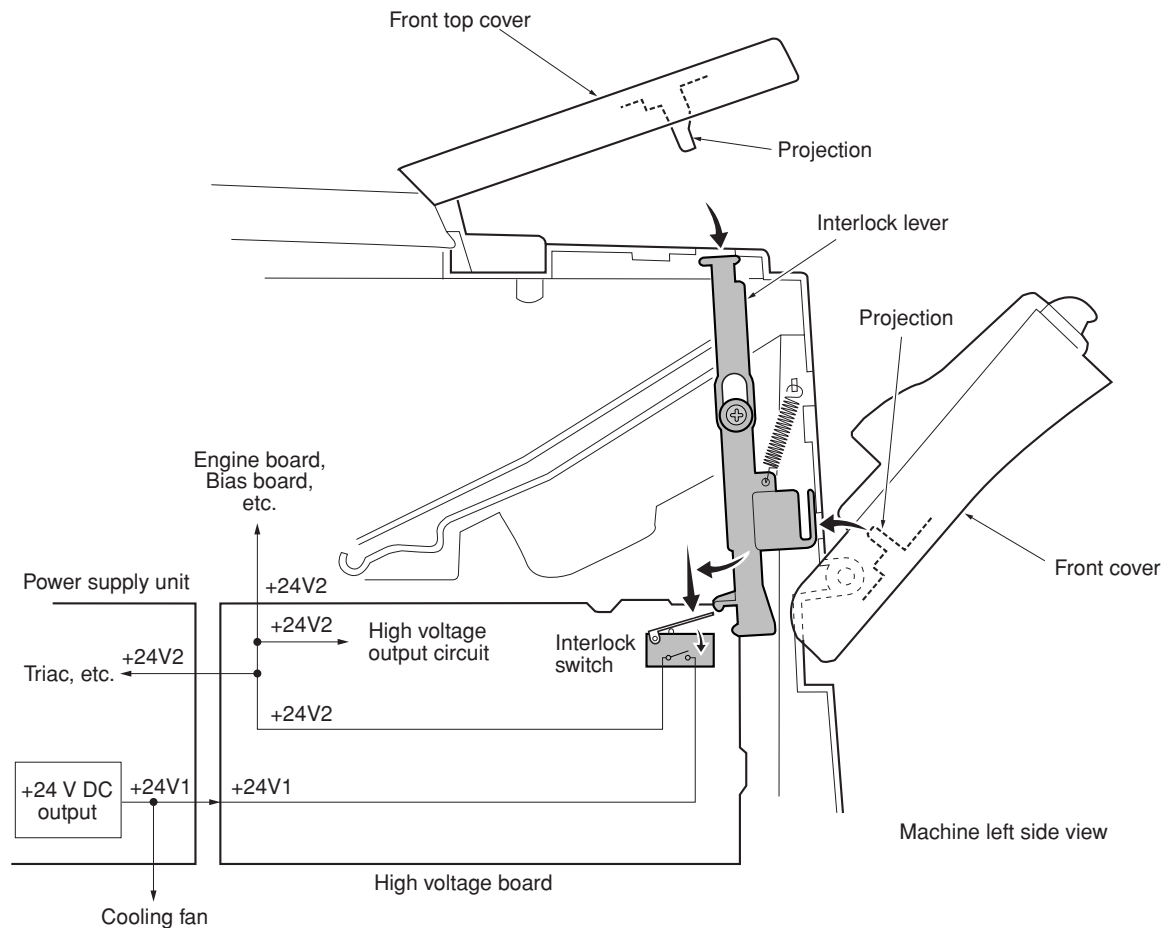 Front top cover
Projection
Interlock lever
Projection
Engine board,
Bias board,
etc.
Front cover
Power supply unit
+24V2
+24V2
High voltage
output circuit
Interlock
switch
+24V2
Triac, etc.
+24V2
+24 V DC
output
+24V1
+24V1
Machine left side view
High voltage board
Cooling fan